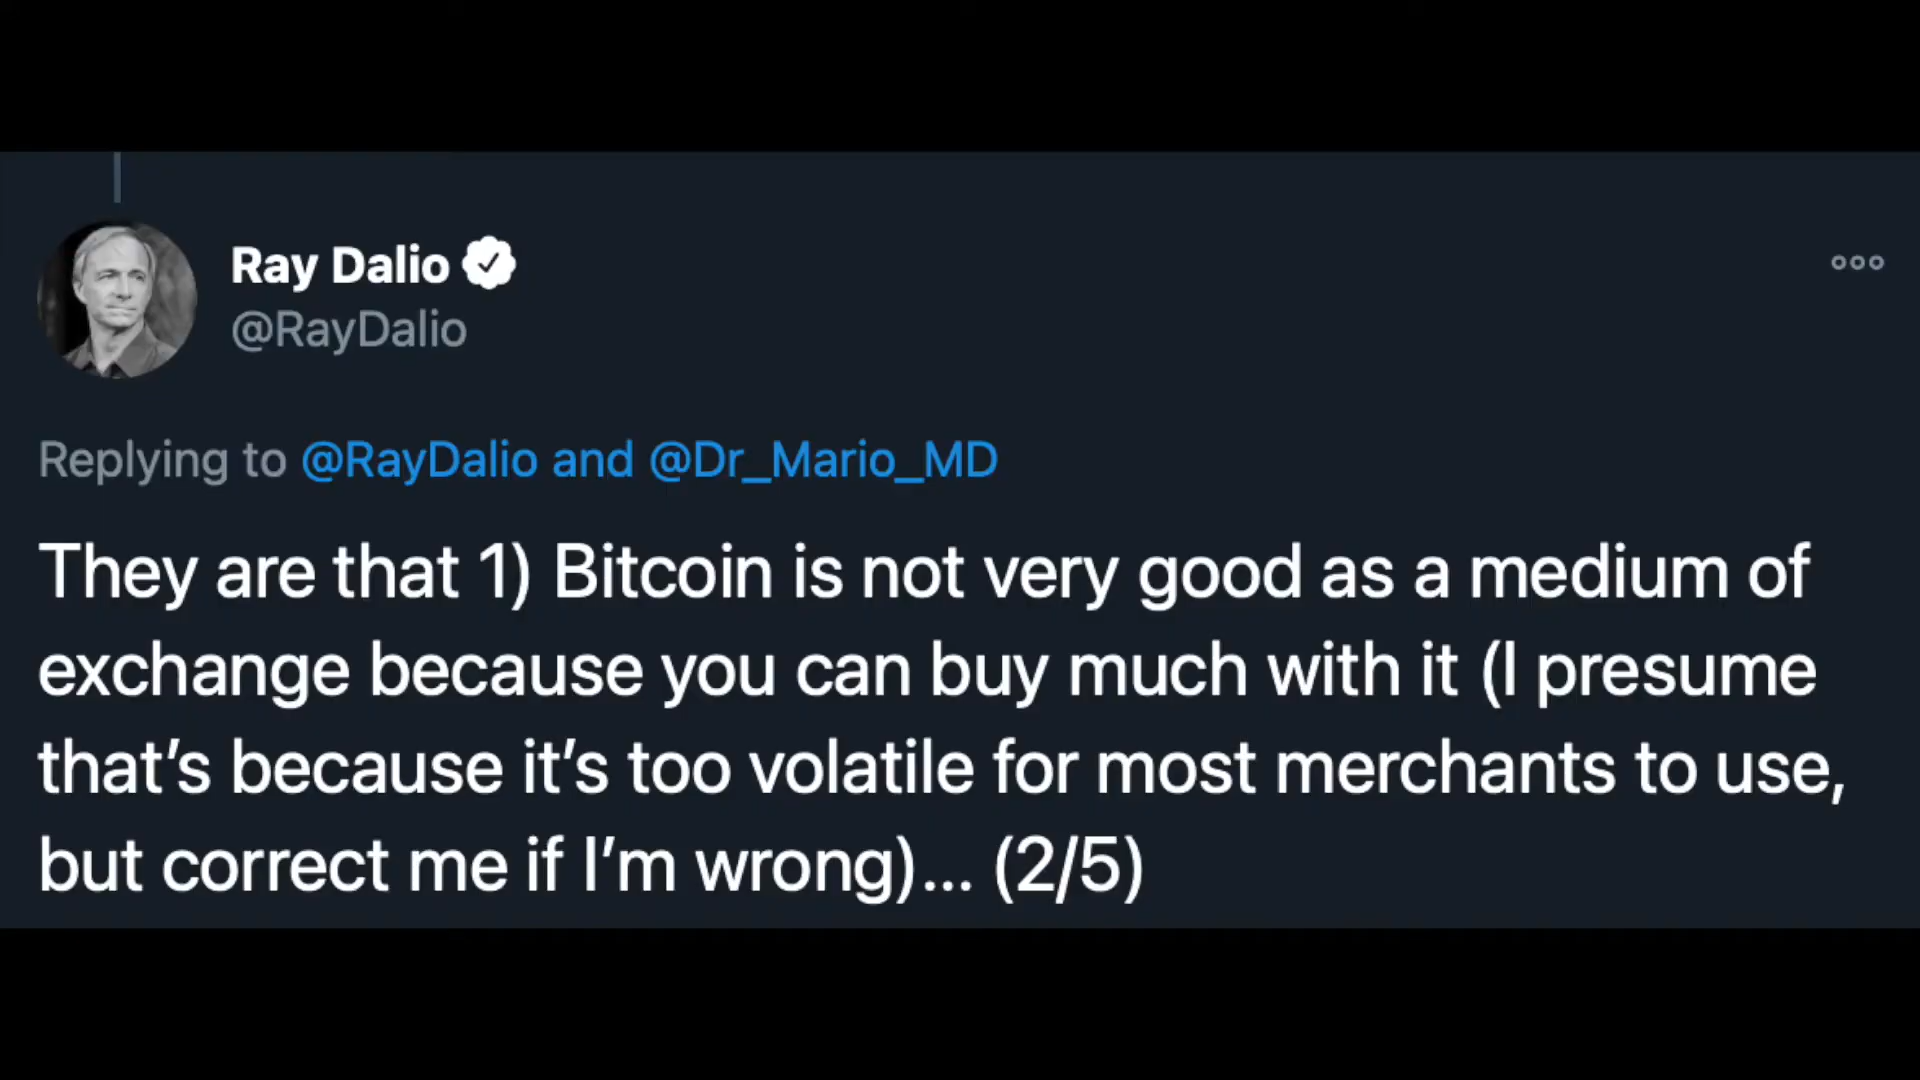 Ray Dalio
@RayDalio
Replying to @RayDalio and @Dr_Mario_MD
They are that 1) Bitcoin is not very good as a medium of
exchange because you can buy much with it (I presume
that’s because it’s too volatile for most merchants to use,
but correct me if I’m wrong)... (2/5)